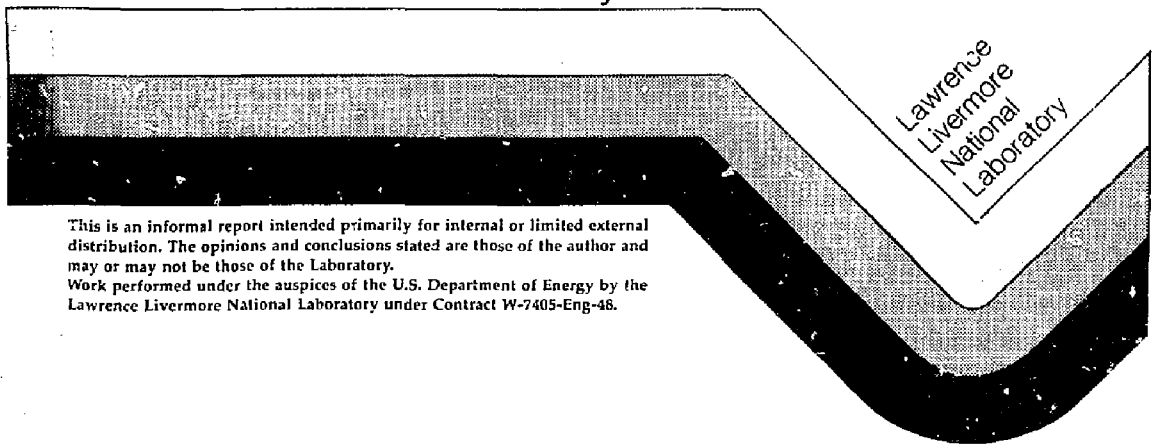 Lawrence
Livermore
National
Laboratory
This is an informal report intended primarily for internal or limited external
distribution. The opinions and conclusions stated are those of the author and
may or may not be those of the Laboratory.
Work performed under the auspices of the U.S. Department of Energy by the
Lawrence Livermore National Laboratory under Contract W-7405-Eng-48.